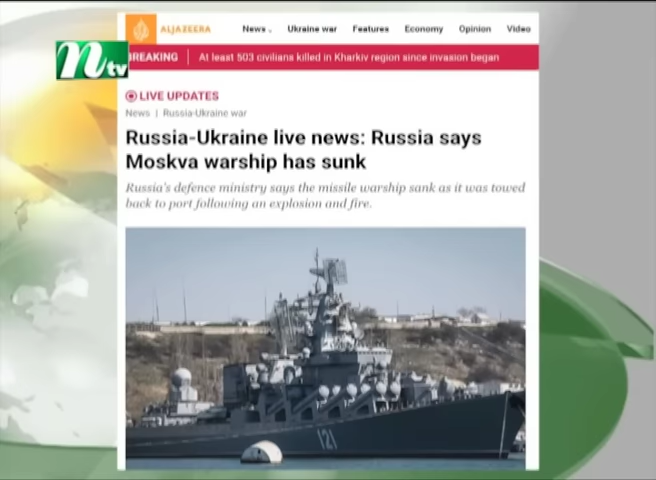 ALJAZEERA
News Ukraine war Features Economy Opinion Video
ntv
BREAKING At least 503 civilians killed in Kharkiv region since invasion began
LIVE UPDATES
News | Russia-Ukraine war
Russia-Ukraine live news: Russia says
Moskva warship has sunk
Russia's defence ministry says the missile warship sank as it was towed
back to port following an explosion and fire.
121